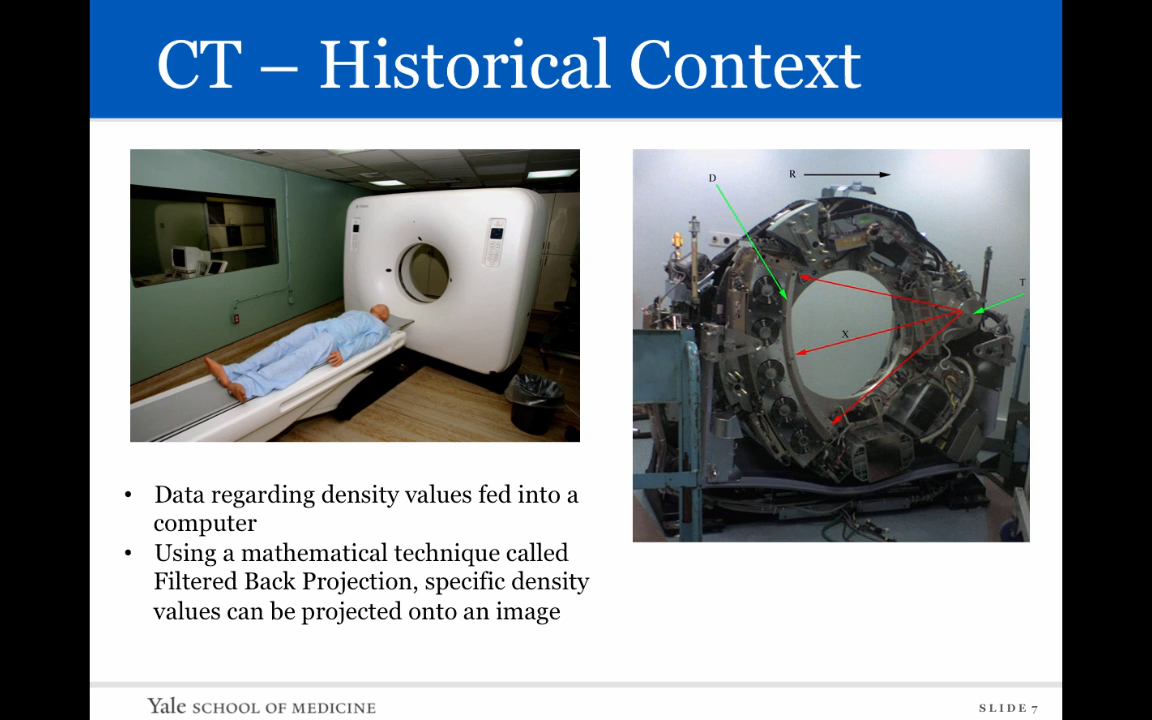 CT – Historical Context
D
R
T
X
• Data regarding density values fed into a
computer
• Using a mathematical technique called
Filtered Back Projection, specific density
values can be projected onto an image
Yale SCHOOL OF MEDICINE
SLIDE 7